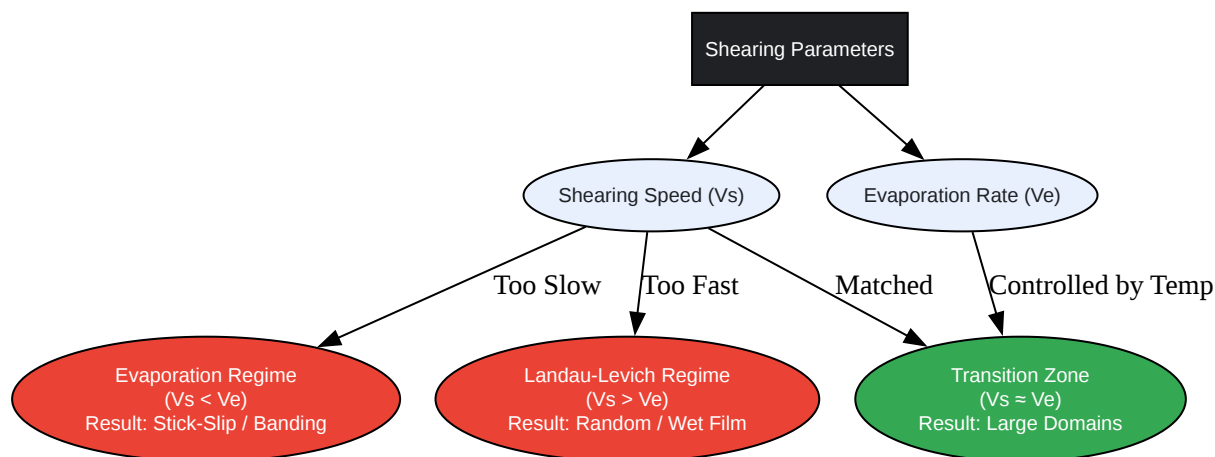 Shearing Parameters
Shearing Speed (Vs)
Evaporation Rate (Ve)
Too Slow
Too Fast
Matched
Controlled by Temp
Evaporation Regime
(Vs < Ve)
Result: Stick-Slip / Banding
Landau-Levich Regime
(Vs > Ve)
Result: Random / Wet Film
Transition Zone
(Vs ≈ Ve)
Result: Large Domains